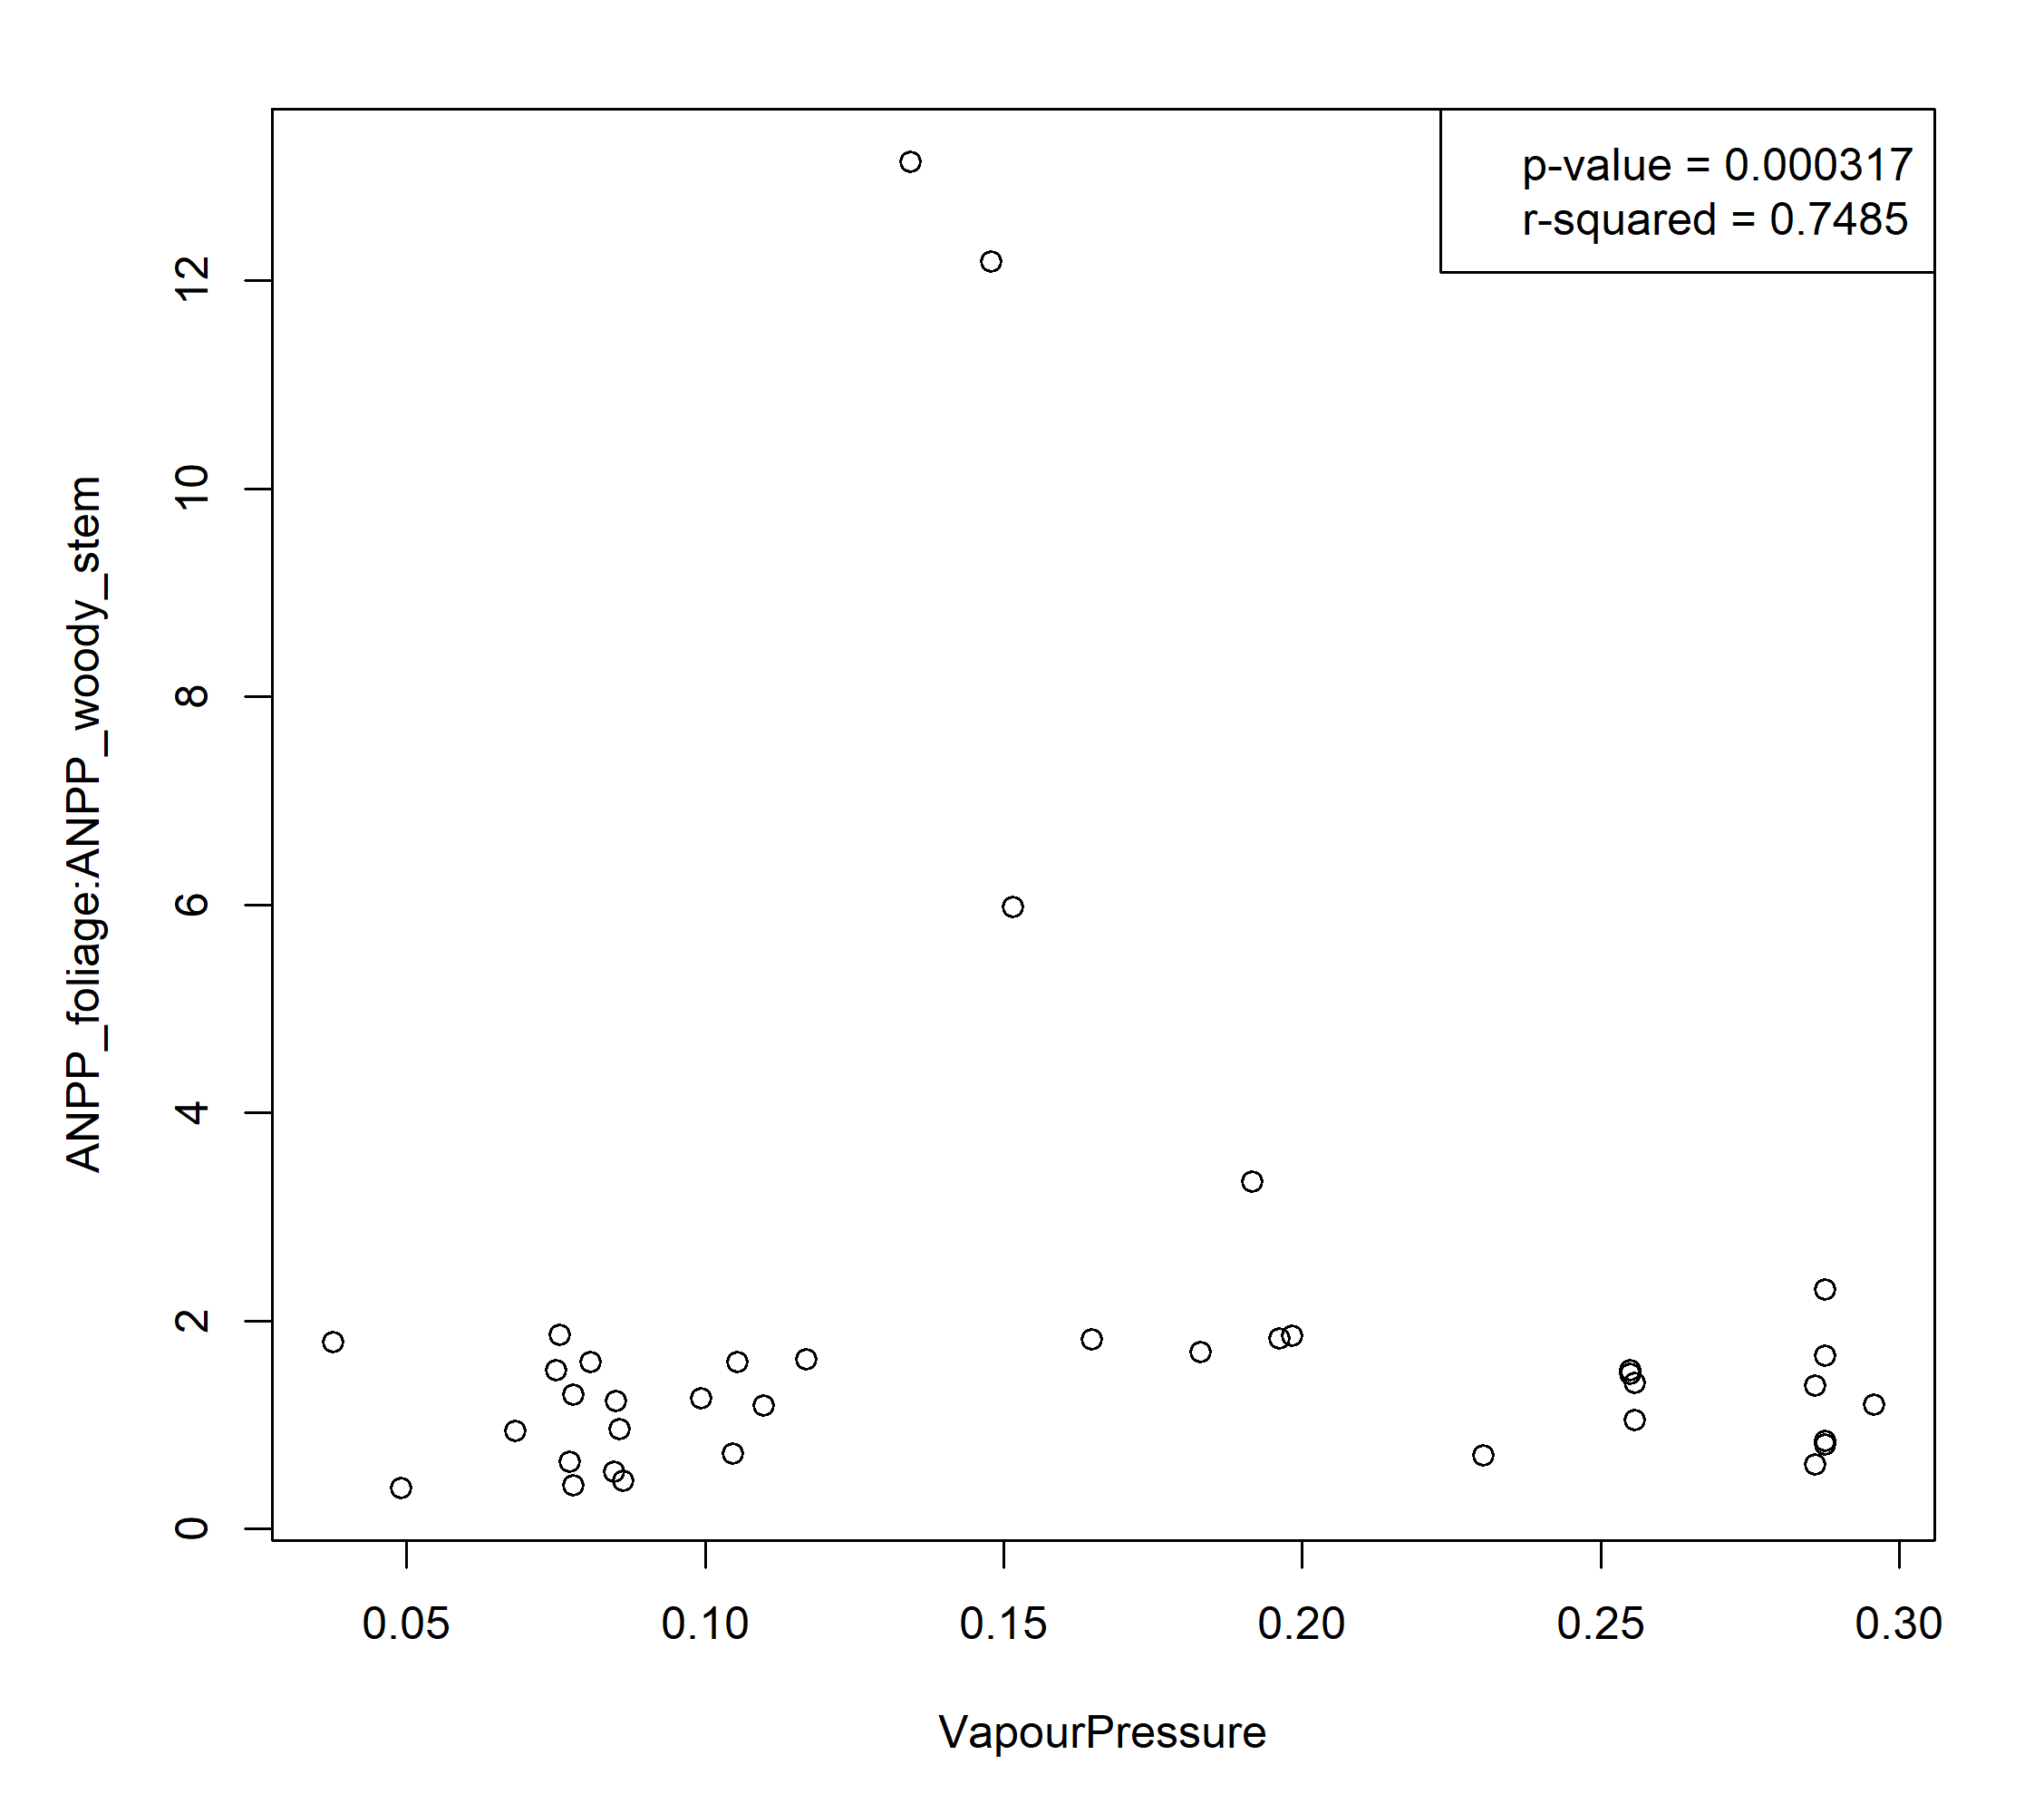 p-value = 0.000317
r-squared = 0.7485
12
10
8
6
4
2
0
ANPP_foliage:ANPP_woody_stem
0.05 0.10 0.15 0.20 0.25 0.30
VapourPressure